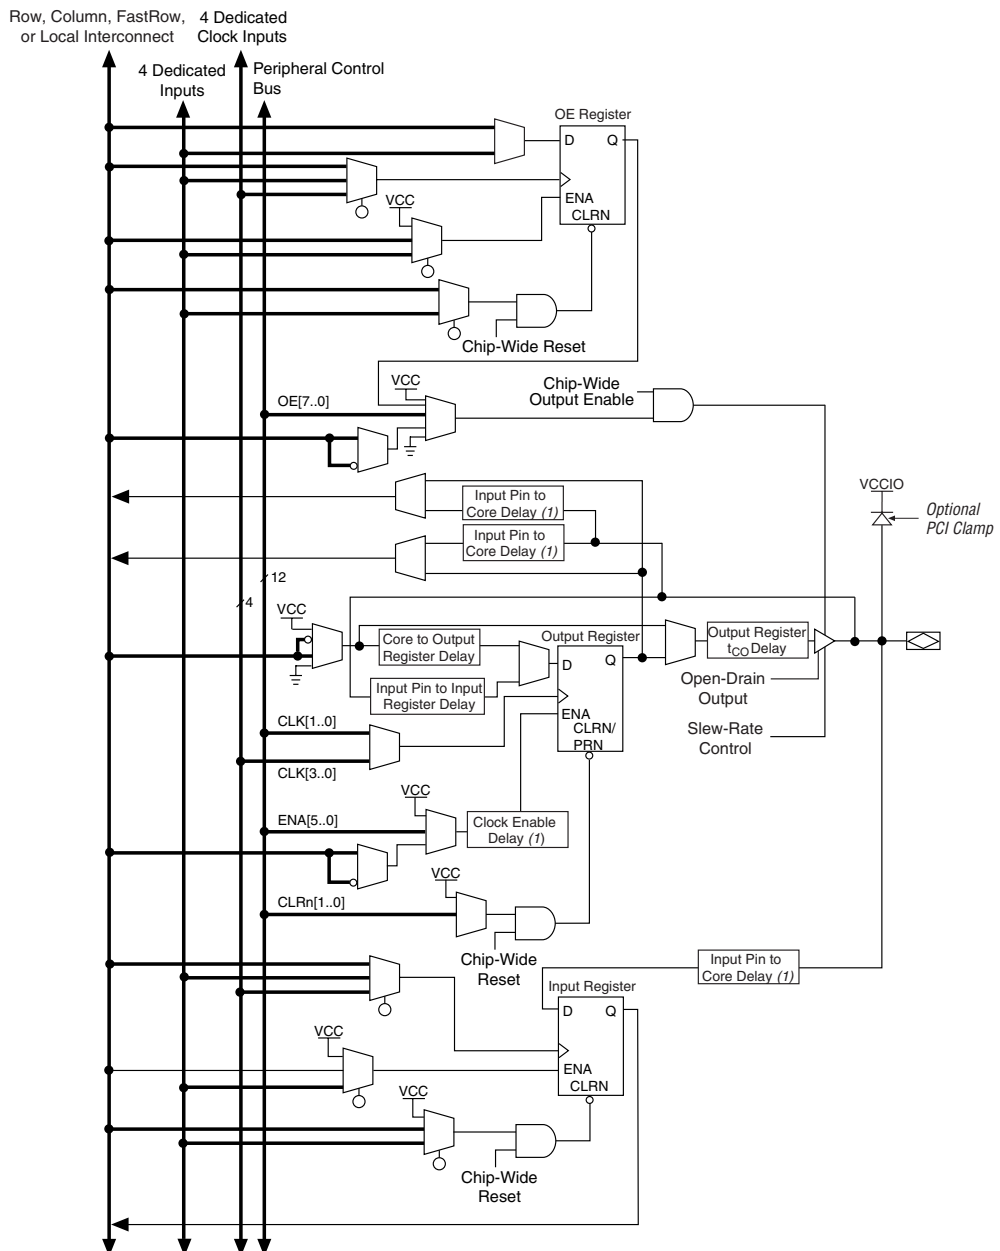 Row, Column, FastRow,
or Local Interconnect
4 Dedicated
Clock Inputs
4 Dedicated
Inputs
Peripheral Control
Bus
OE Register
D Q
ENA
CLRN
VCC
Chip-Wide Reset
VCC
OE[7..0]
Chip-Wide
Output Enable
Input Pin to
Core Delay (1)
Input Pin to
Core Delay (1)
VCCIO
Optional
PCI Clamp
12
4
VCC
Core to Output
Register Delay
Input Pin to Input
Register Delay
Output Register
D Q
ENA
CLRN/
PRN
Output Register
tCO Delay
Open-Drain
Output
Slew-Rate
Control
CLK[1..0]
CLK[3..0]
VCC
ENA[5..0]
Clock Enable
Delay (1)
VCC
CLRn[1..0]
Chip-Wide
Reset
Input Pin to
Core Delay (1)
Input Register
D Q
ENA
CLRN
VCC
VCC
Chip-Wide
Reset